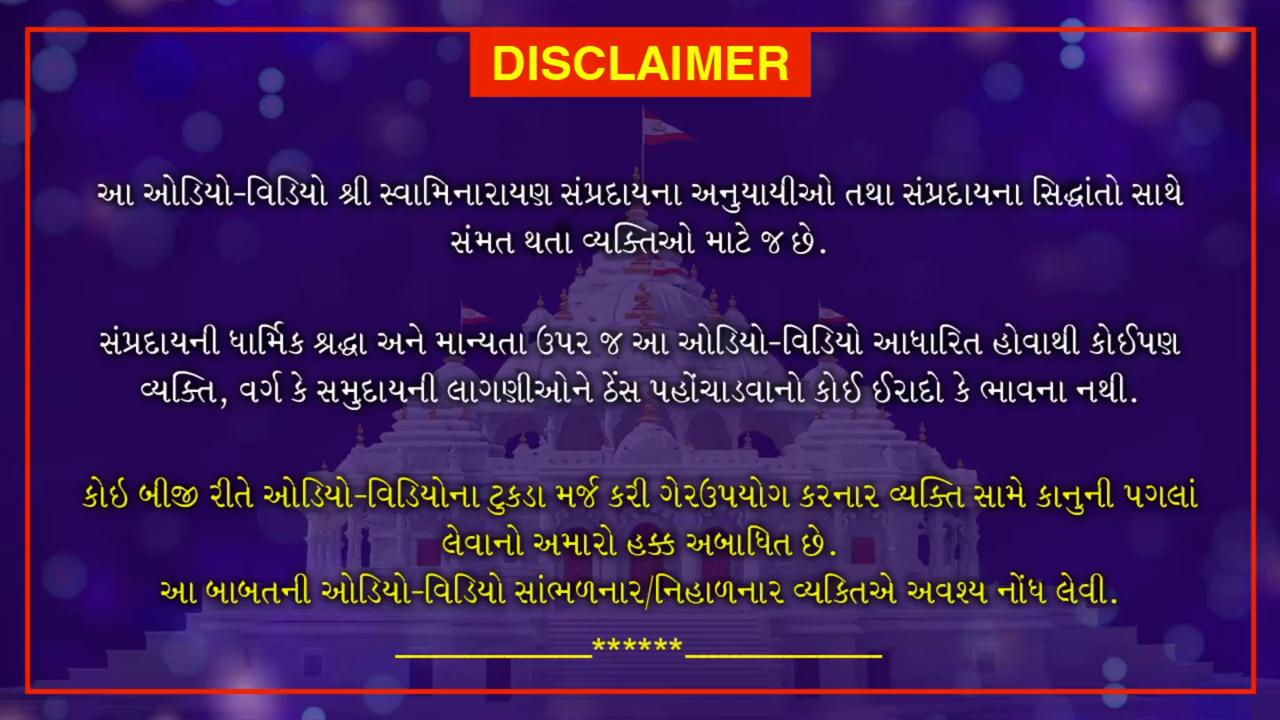 DISCLAIMER
આ ઓડિયો-વિડિયો શ્રી સ્વામિનારાયણ સંપ્રદાયના અનુયાયીઓ તથા સંપ્રદાયના સિદ્ધાંતો સાથે
સંમત થતા વ્યક્તિઓ માટે જ છે.
સંપ્રદાયની ધાર્મિક શ્રદ્ધા અને માન્યતા ઉપર જ આ ઓડિયો-વિડિયો આધારિત હોવાથી કોઈપણ
વ્યક્તિ, વર્ગ કે સમુદાયની લાગણીઓને ઠેંસ પહોંચાડવાનો કોઈ ઈરાદો કે ભાવના નથી.
કોઇ બીજી રીતે ઓડિયો-વિડિયોના ટુકડા મર્જ કરી ગેરઉપયોગ કરનાર વ્યક્તિ સામે કાનુની પગલાં
લેવાનો અમારો હક્ક અબાધિત છે.
આ બાબતની ઓડિયો-વિડિયો સાંભળનાર/નિહાળનાર વ્યકિતએ અવશ્ય નોંધ લેવી.
______________******______________